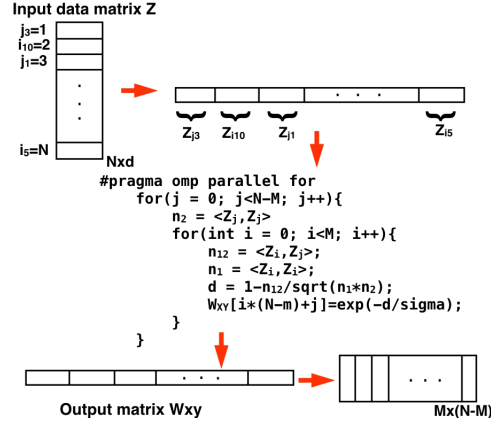 Input data matrix Z
j3=1
i10=2
j1=3
.
.
.
i5=N
Nxd
. . .
Zj3 Zi10 Zj1 Zi5
#pragma omp parallel for
for(j = 0; j<N-M; j++){
n2 = <Zj,Zj>
for(int i = 0; i<M; i++){
n12 = <Zi,Zj>;
n1 = <Zi,Zi>;
d = 1-n12/sqrt(n1*n2);
WXY[i*(N-m)+j]=exp(-d/sigma);
}
}
. . .
. . .
Output matrix Wxy
Mx(N-M)